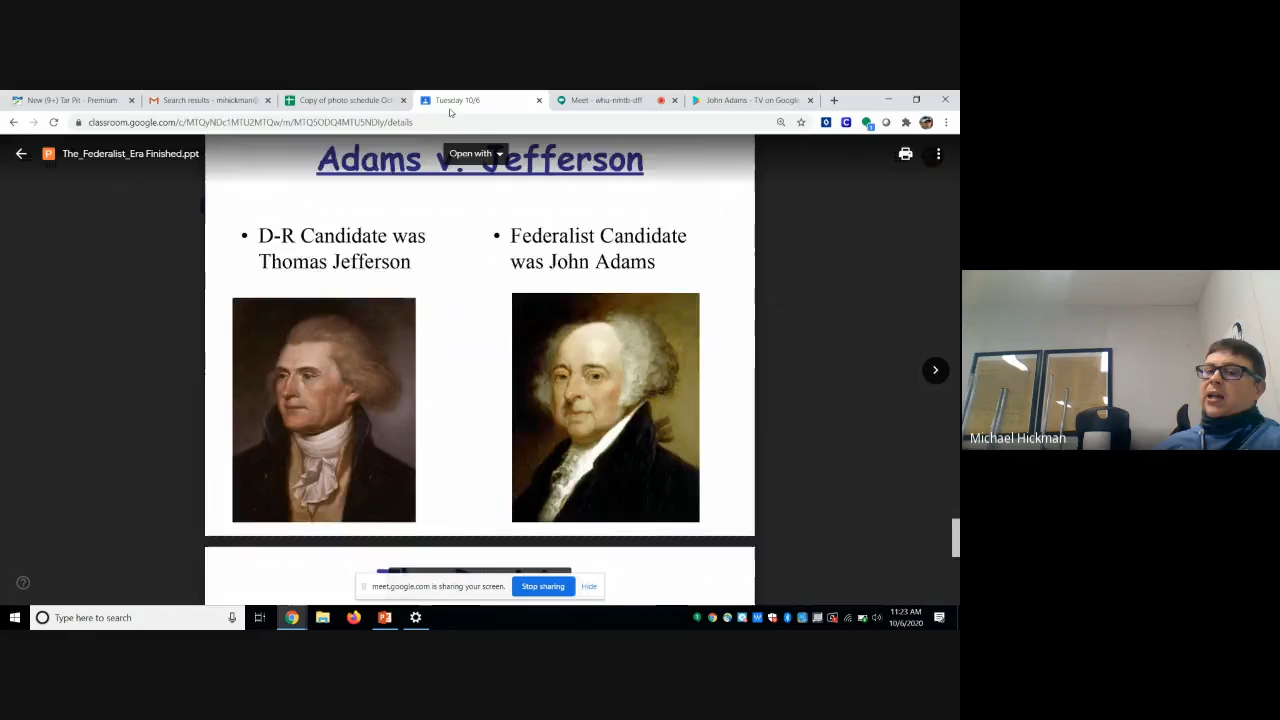 New (9+) Tar Pit - Premium
Search results - mihickman@
Copy of photo schedule Oct
Tuesday 10/6
Meet - whu-nmtb-dff
John Adams - TV on Google
classroom.google.com/c/MTQyNDc1MTU2MTQw/m/MTQ5ODQ4MTU5NDIy/details
The_Federalist_Era Finished.ppt
Open with
Adams v. Jefferson
• D-R Candidate was
Thomas Jefferson
• Federalist Candidate
was John Adams
Michael Hickman
meet.google.com is sharing your screen.
Stop sharing
Hide
Type here to search
11:23 AM
10/6/2020